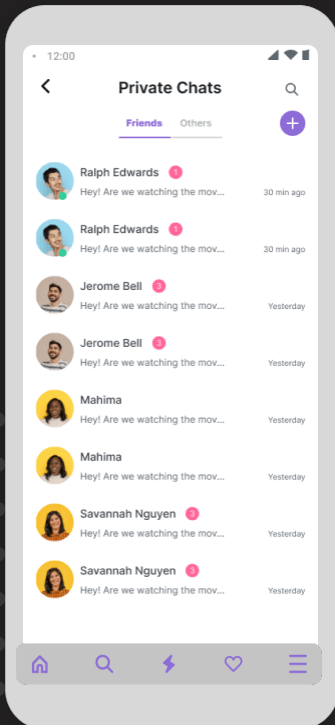 12:00
Private Chats
Friends Others
Ralph Edwards 1
Hey! Are we watching the mov... 30 min ago
Ralph Edwards 1
Hey! Are we watching the mov... 30 min ago
Jerome Bell 3
Hey! Are we watching the mov... Yesterday
Jerome Bell 3
Hey! Are we watching the mov... Yesterday
Mahima
Hey! Are we watching the mov... Yesterday
Mahima
Hey! Are we watching the mov... Yesterday
Savannah Nguyen 3
Hey! Are we watching the mov... Yesterday
Savannah Nguyen 3
Hey! Are we watching the mov... Yesterday